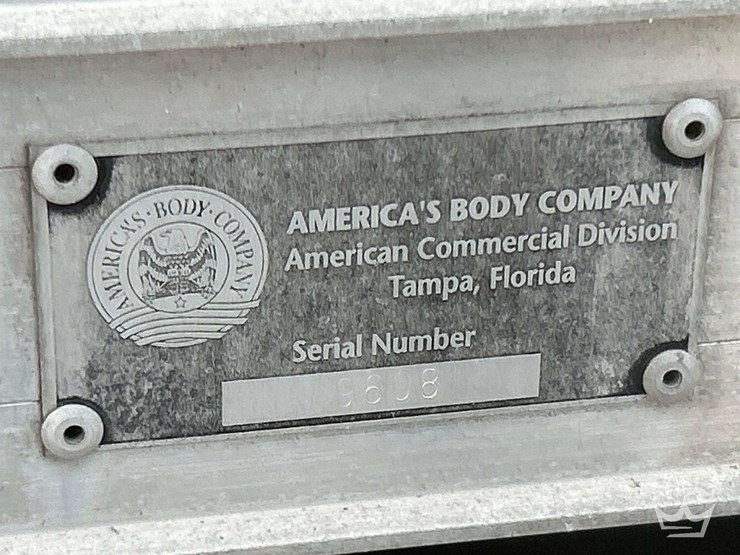 AMERICA'S · BODY · COMPANY
AMERICA'S BODY COMPANY
American Commercial Division
Tampa, Florida
Serial Number
9608